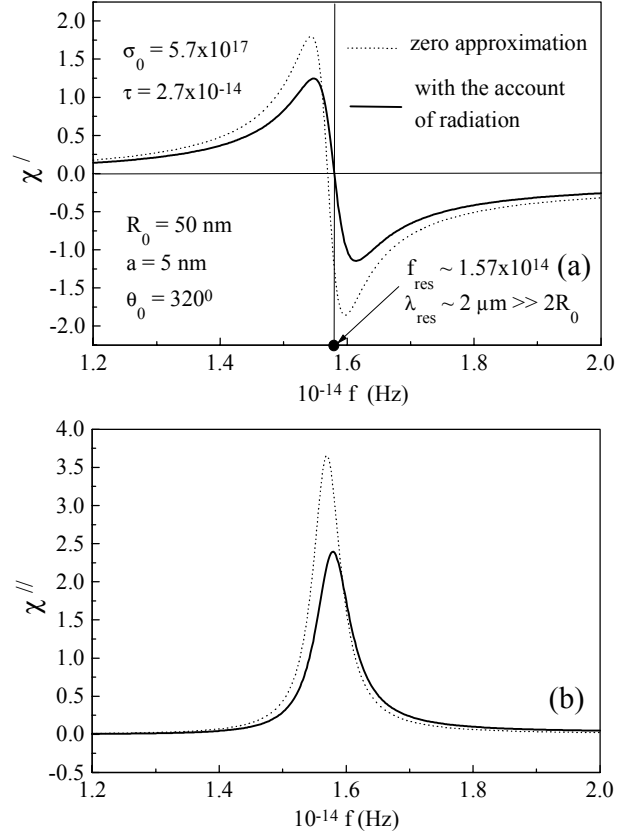 2.0
1.5
1.0
0.5
0.0
-0.5
-1.0
-1.5
-2.0
χ /
σ0 = 5.7x10^17
τ = 2.7x10^-14
zero approximation
with the account
of radiation
R0 = 50 nm
a = 5 nm
θ0 = 320^0
fres ~ 1.57x10^14 (a)
λres ~ 2 µm >> 2R0
1.2 1.4 1.6 1.8 2.0
10^-14 f (Hz)
4.0
3.5
3.0
2.5
2.0
1.5
1.0
0.5
0.0
-0.5
χ //
(b)
1.2 1.4 1.6 1.8 2.0
10^-14 f (Hz)